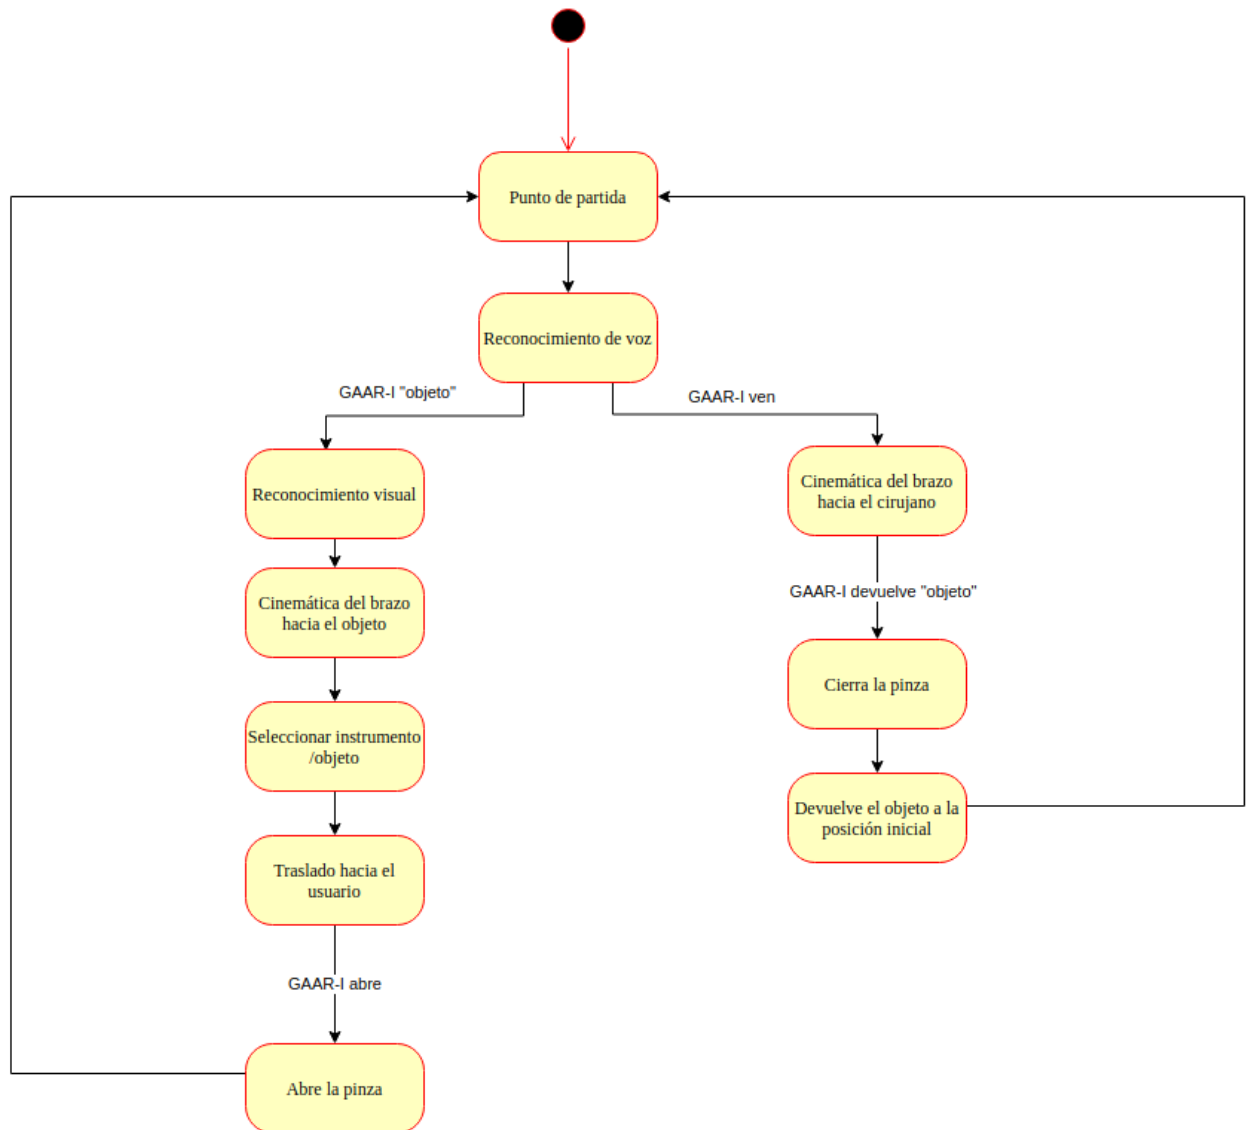 Punto de partida
Reconocimiento de voz
GAAR-I "objeto"
GAAR-I ven
Reconocimiento visual
Cinemática del brazo
hacia el objeto
Seleccionar instrumento
/objeto
Traslado hacia el
usuario
GAAR-I abre
Abre la pinza
Cinemática del brazo
hacia el cirujano
GAAR-I devuelve "objeto"
Cierra la pinza
Devuelve el objeto a la
posición inicial